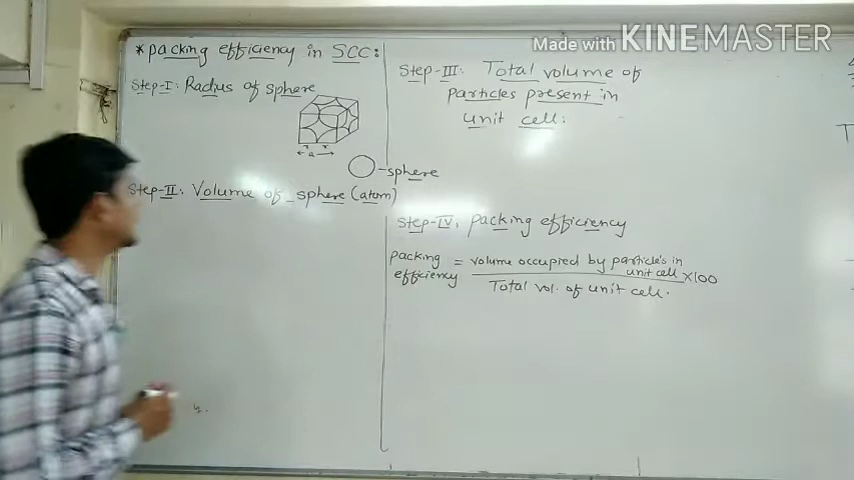 Made with KINEMASTER
* packing efficiency in SCC:
Step-I: Radius of sphere
r r
a
-sphere
Step-II: Volume of sphere (atom)
Step-III: Total volume of
particles present in
unit cell:
Step-IV: packing efficiency
packing efficiency = volume occupied by particle's in unit cell ×100
Total vol. of unit cell.